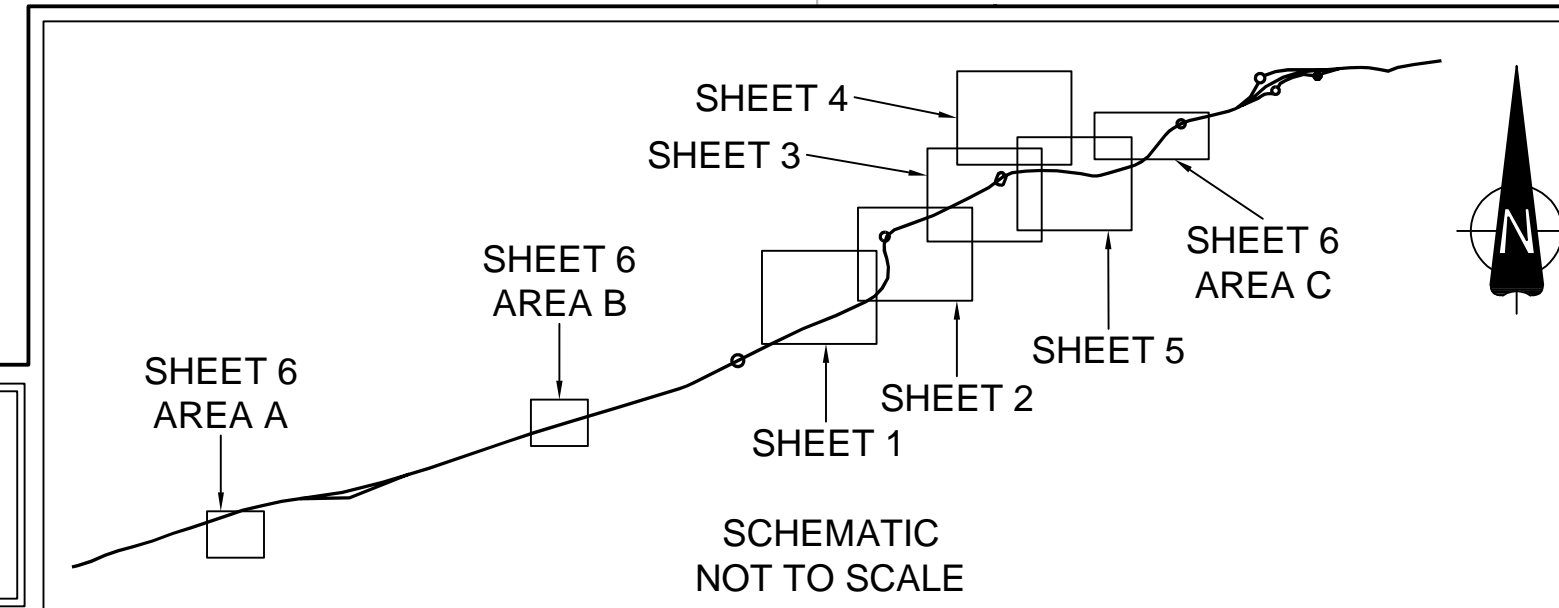 SHEET 4
SHEET 3
SHEET 6
AREA B
SHEET 6
AREA C
SHEET 5
SHEET 6
AREA A
SHEET 2
SHEET 1
SCHEMATIC
NOT TO SCALE
N